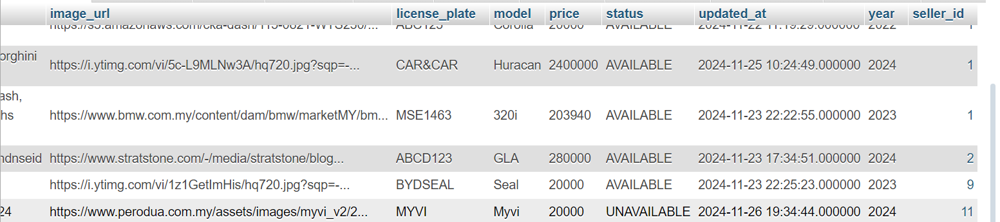 image_url license_plate model price status updated_at year seller_id
ABC123 Corolla 20000 AVAILABLE 2024-11-22 11:19:29.000000 2022 1
orghini
https://i.ytimg.com/vi/5c-L9MLNw3A/hq720.jpg?sqp=-... CAR&CAR Huracan 2400000 AVAILABLE 2024-11-25 10:24:49.000000 2024 1
ash,
hs https://www.bmw.com.my/content/dam/bmw/marketMY/bm... MSE1463 320i 203940 AVAILABLE 2024-11-23 22:22:55.000000 2023 1
ndnseid https://www.stratstone.com/-/media/stratstone/blog... ABCD123 GLA 280000 AVAILABLE 2024-11-23 17:34:51.000000 2024 2
https://i.ytimg.com/vi/1z1GetImHis/hq720.jpg?sqp=-... BYDSEAL Seal 20000 AVAILABLE 2024-11-23 22:25:23.000000 2023 9
24 https://www.perodua.com.my/assets/images/myvi_v2/2... MYVI Myvi 20000 UNAVAILABLE 2024-11-26 19:34:44.000000 2024 11